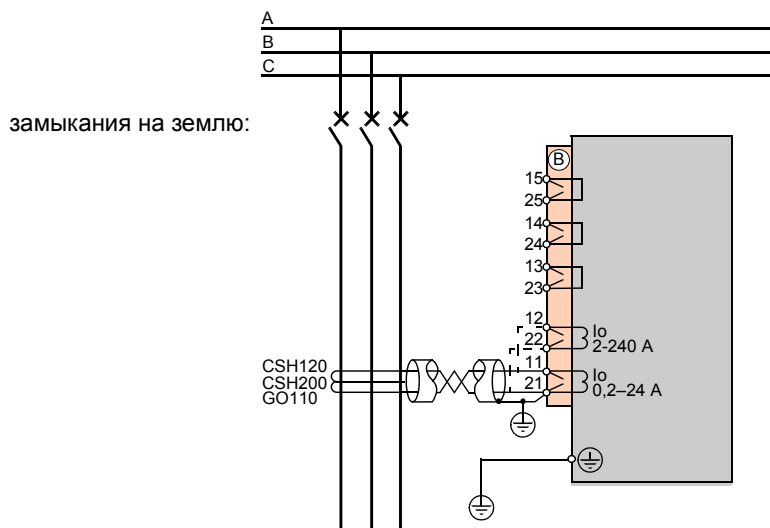 A
B
C
замыкания на землю:
B
15
25
14
24
13
23
12
22
Io
2-240 A
11
21
Io
0,2–24 A
CSH120
CSH200
GO110